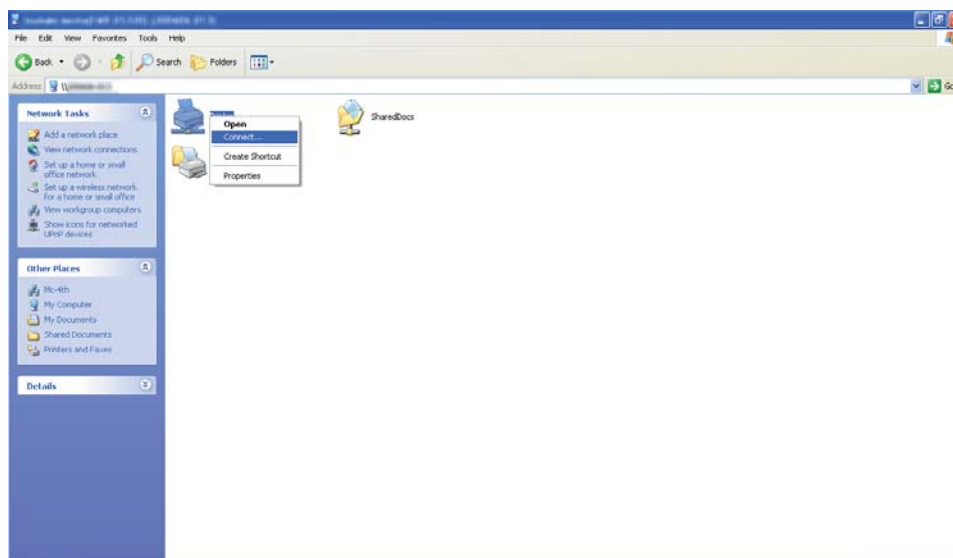 File Edit View Favorites Tools Help
Back Search Folders
Address \\
Go
Network Tasks
Add a network place
View network connections
Set up a home or small
office network
Set up a wireless network
for a home or small office
View workgroup computers
Show icons for networked
UPnP devices
Other Places
Mc-4th
My Computer
My Documents
Shared Documents
Printers and Faxes
Details
Open
Connect...
Create Shortcut
Properties
SharedDocs